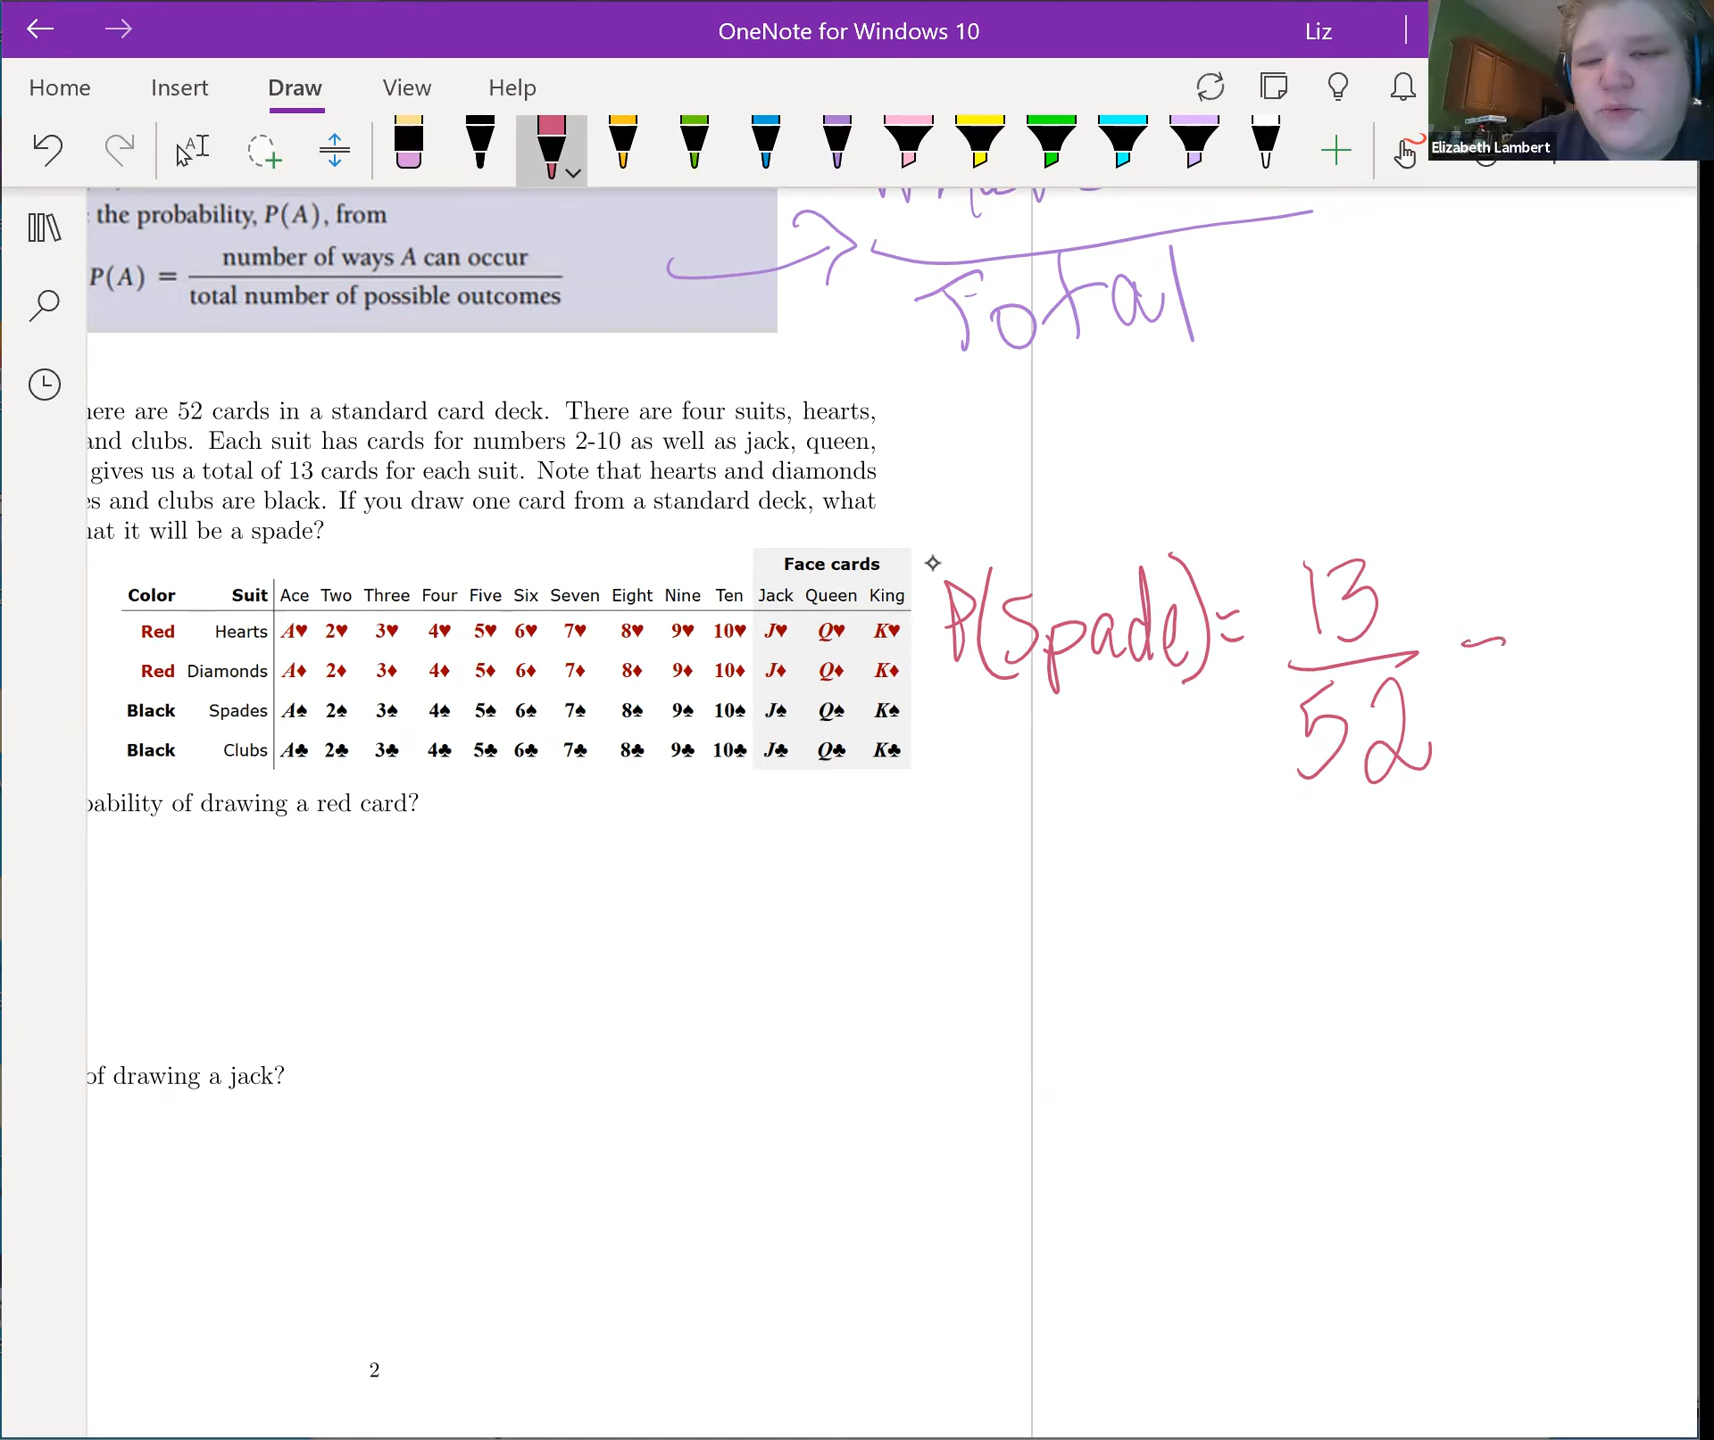 OneNote for Windows 10
Liz
Home Insert Draw View Help
Elizabeth Lambert
the probability, P(A), from
P(A) = number of ways A can occur
total number of possible outcomes
Total
here are 52 cards in a standard card deck. There are four suits, hearts,
and clubs. Each suit has cards for numbers 2-10 as well as jack, queen,
gives us a total of 13 cards for each suit. Note that hearts and diamonds
es and clubs are black. If you draw one card from a standard deck, what
hat it will be a spade?
Face cards
Color Suit Ace Two Three Four Five Six Seven Eight Nine Ten Jack Queen King
Red Hearts A♥ 2♥ 3♥ 4♥ 5♥ 6♥ 7♥ 8♥ 9♥ 10♥ J♥ Q♥ K♥
Red Diamonds A♦ 2♦ 3♦ 4♦ 5♦ 6♦ 7♦ 8♦ 9♦ 10♦ J♦ Q♦ K♦
Black Spades A♠ 2♠ 3♠ 4♠ 5♠ 6♠ 7♠ 8♠ 9♠ 10♠ J♠ Q♠ K♠
Black Clubs A♣ 2♣ 3♣ 4♣ 5♣ 6♣ 7♣ 8♣ 9♣ 10♣ J♣ Q♣ K♣
P(Spade) = 13
52
bability of drawing a red card?
of drawing a jack?
2